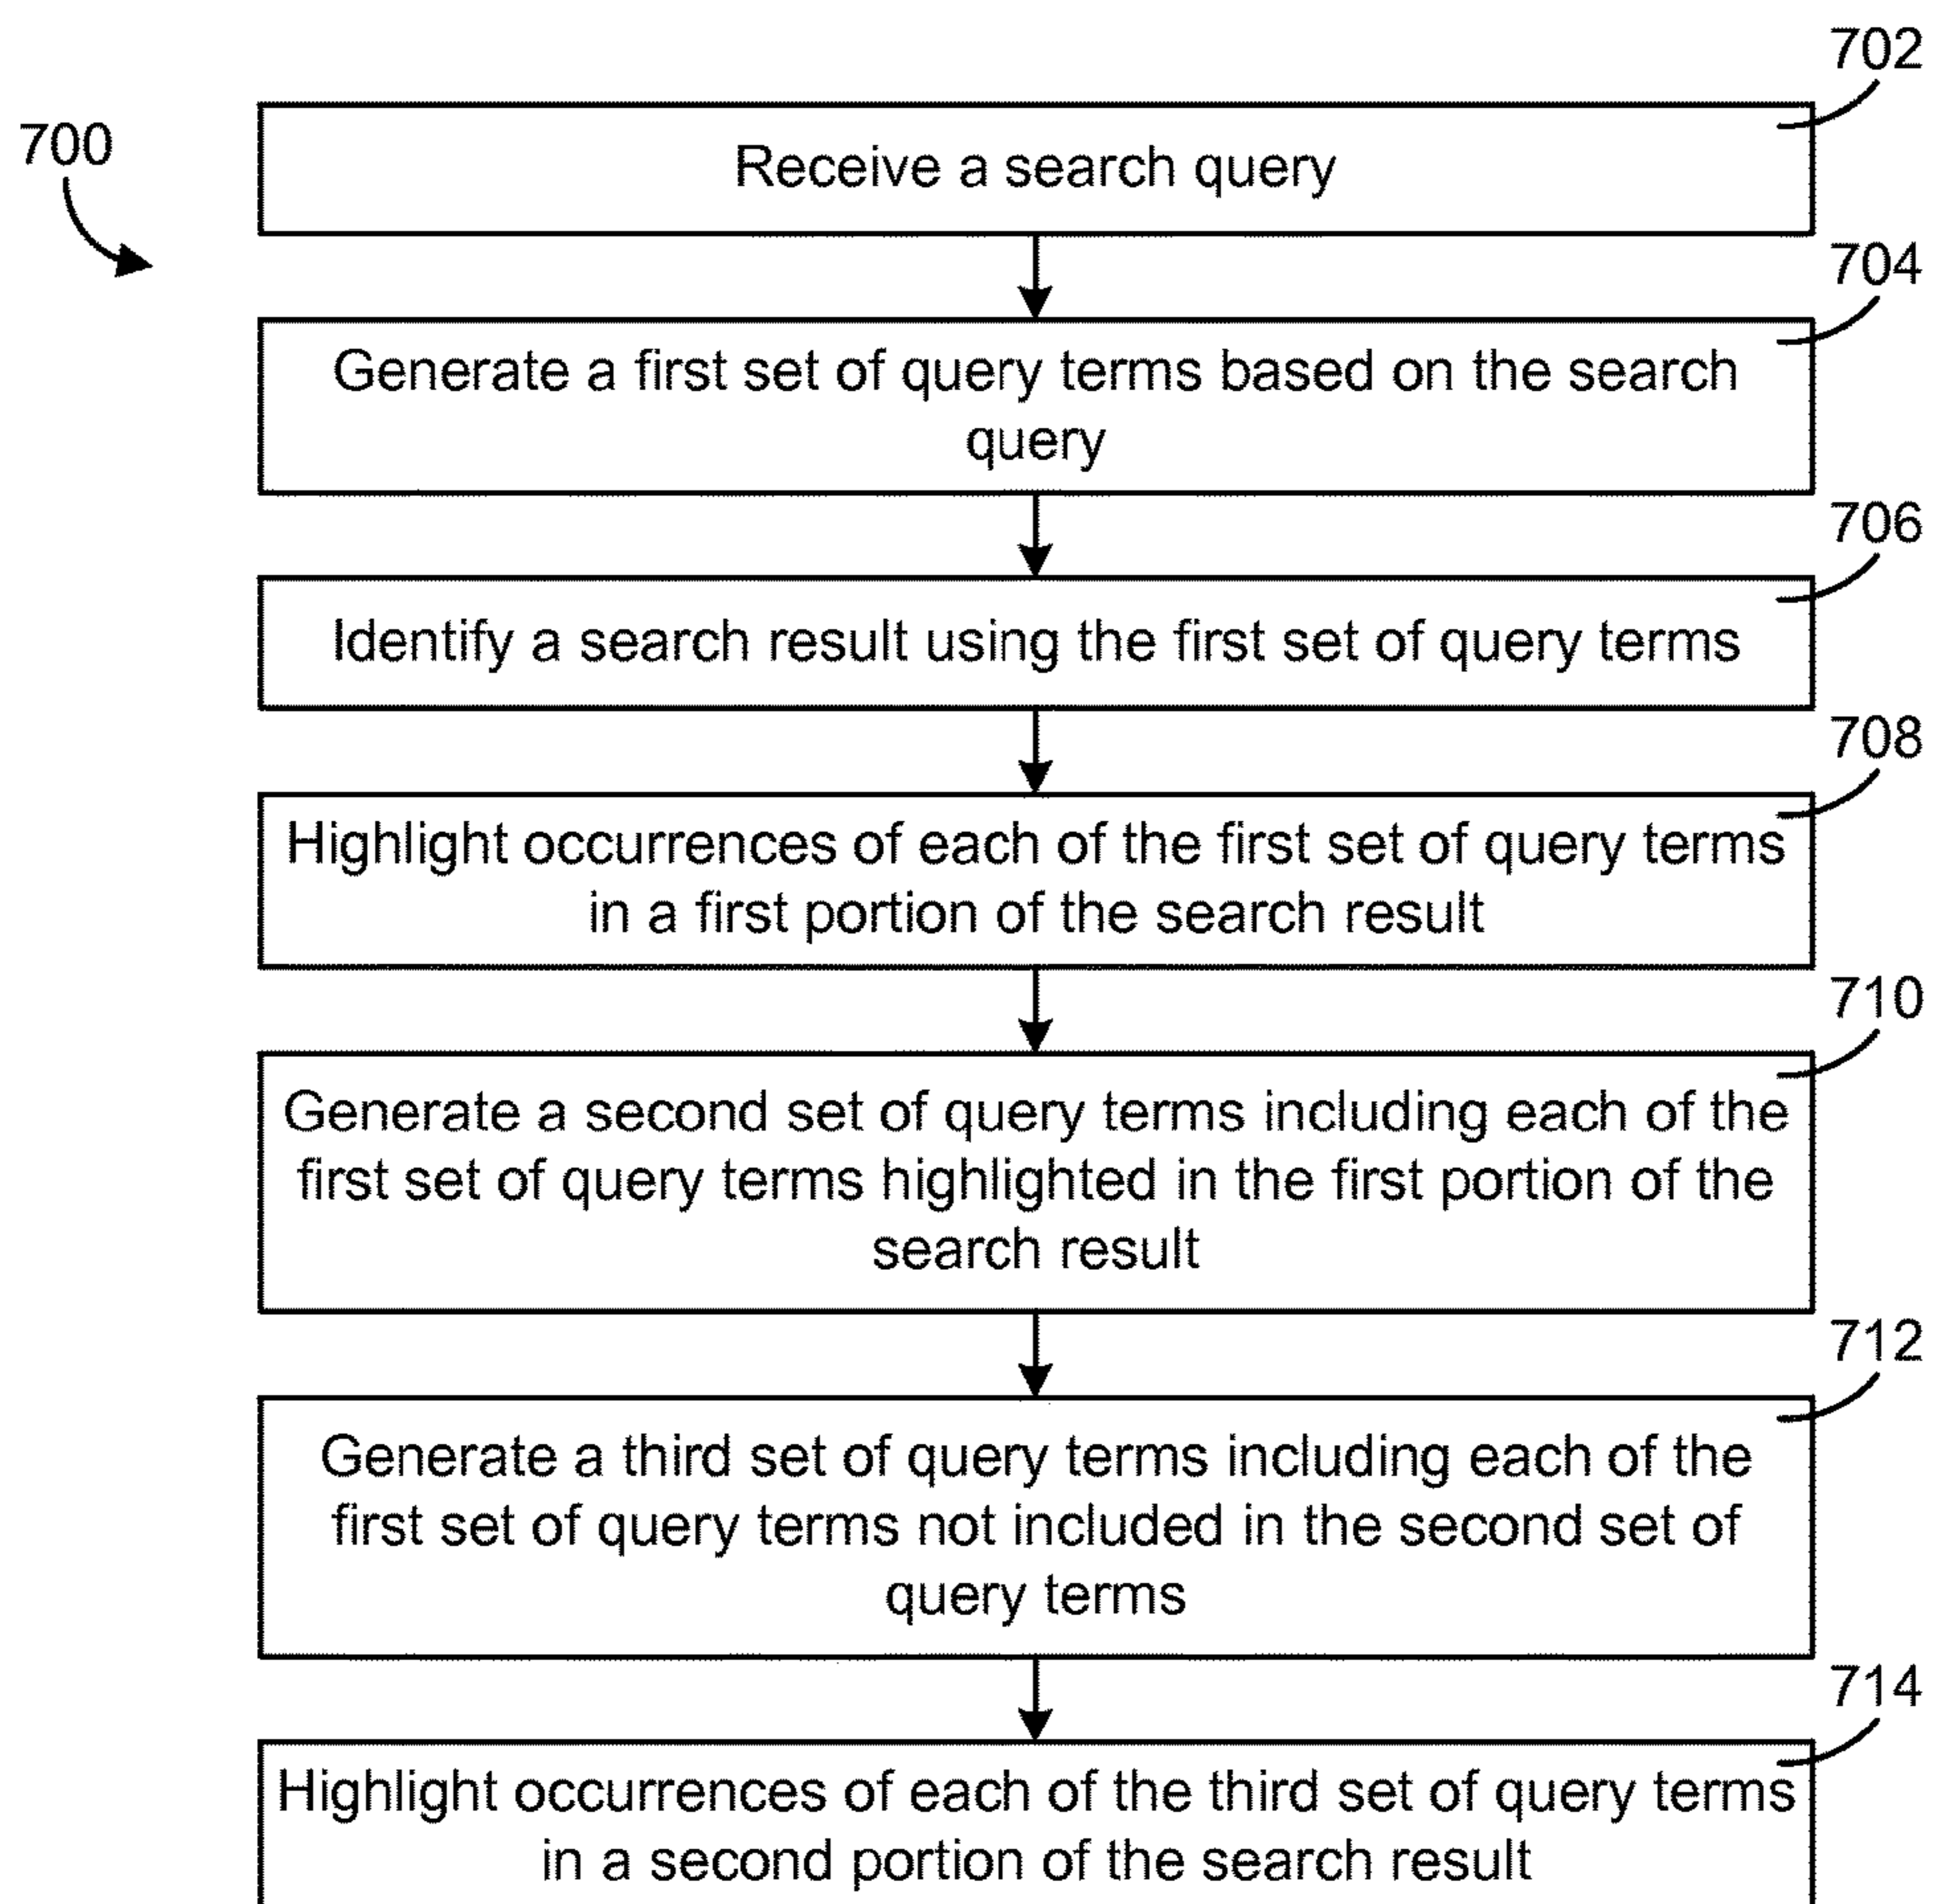 702
700
Receive a search query
704
Generate a first set of query terms based on the search
query
706
Identify a search result using the first set of query terms
708
Highlight occurrences of each of the first set of query terms
in a first portion of the search result
710
Generate a second set of query terms including each of the
first set of query terms highlighted in the first portion of the
search result
712
Generate a third set of query terms including each of the
first set of query terms not included in the second set of
query terms
714
Highlight occurrences of each of the third set of query terms
in a second portion of the search result